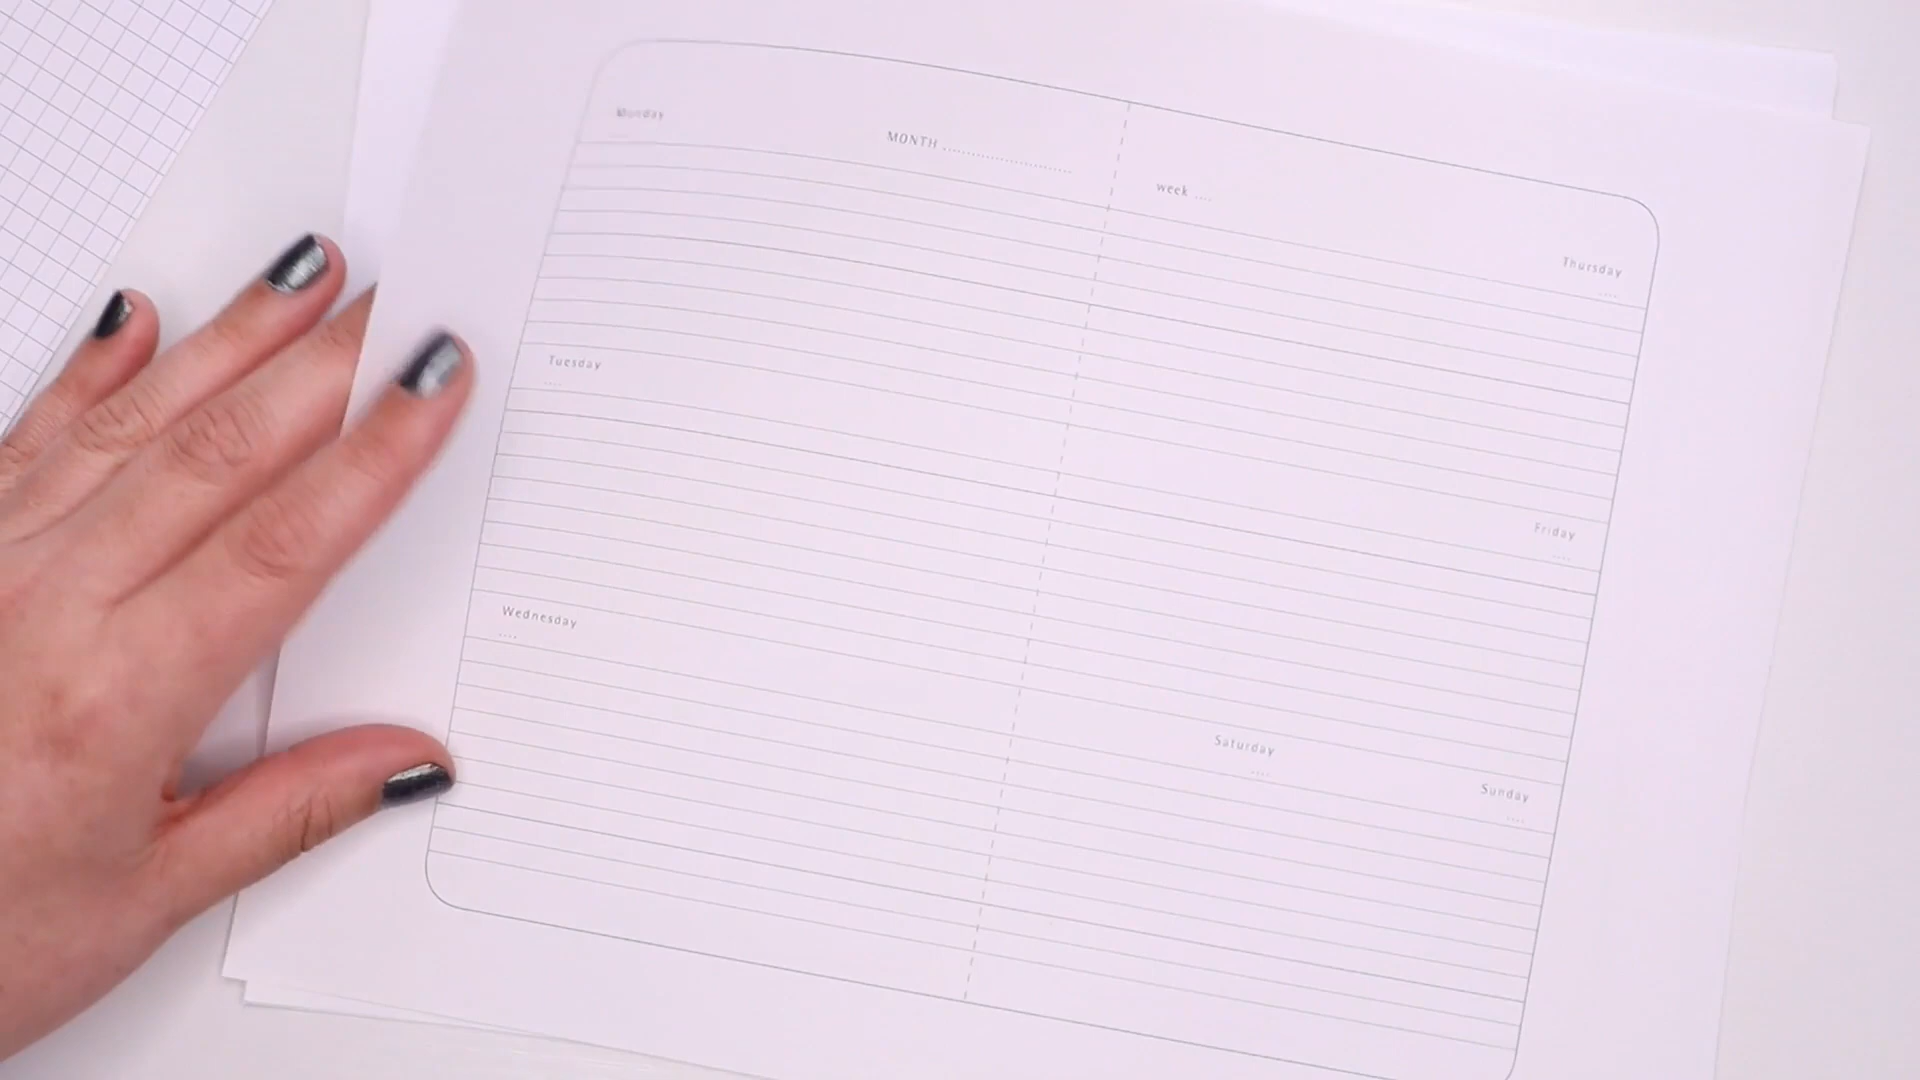 Monday
MONTH ....................
Tuesday
....
Wednesday
....
week ....
Thursday
....
Friday
....
Saturday
....
Sunday
....